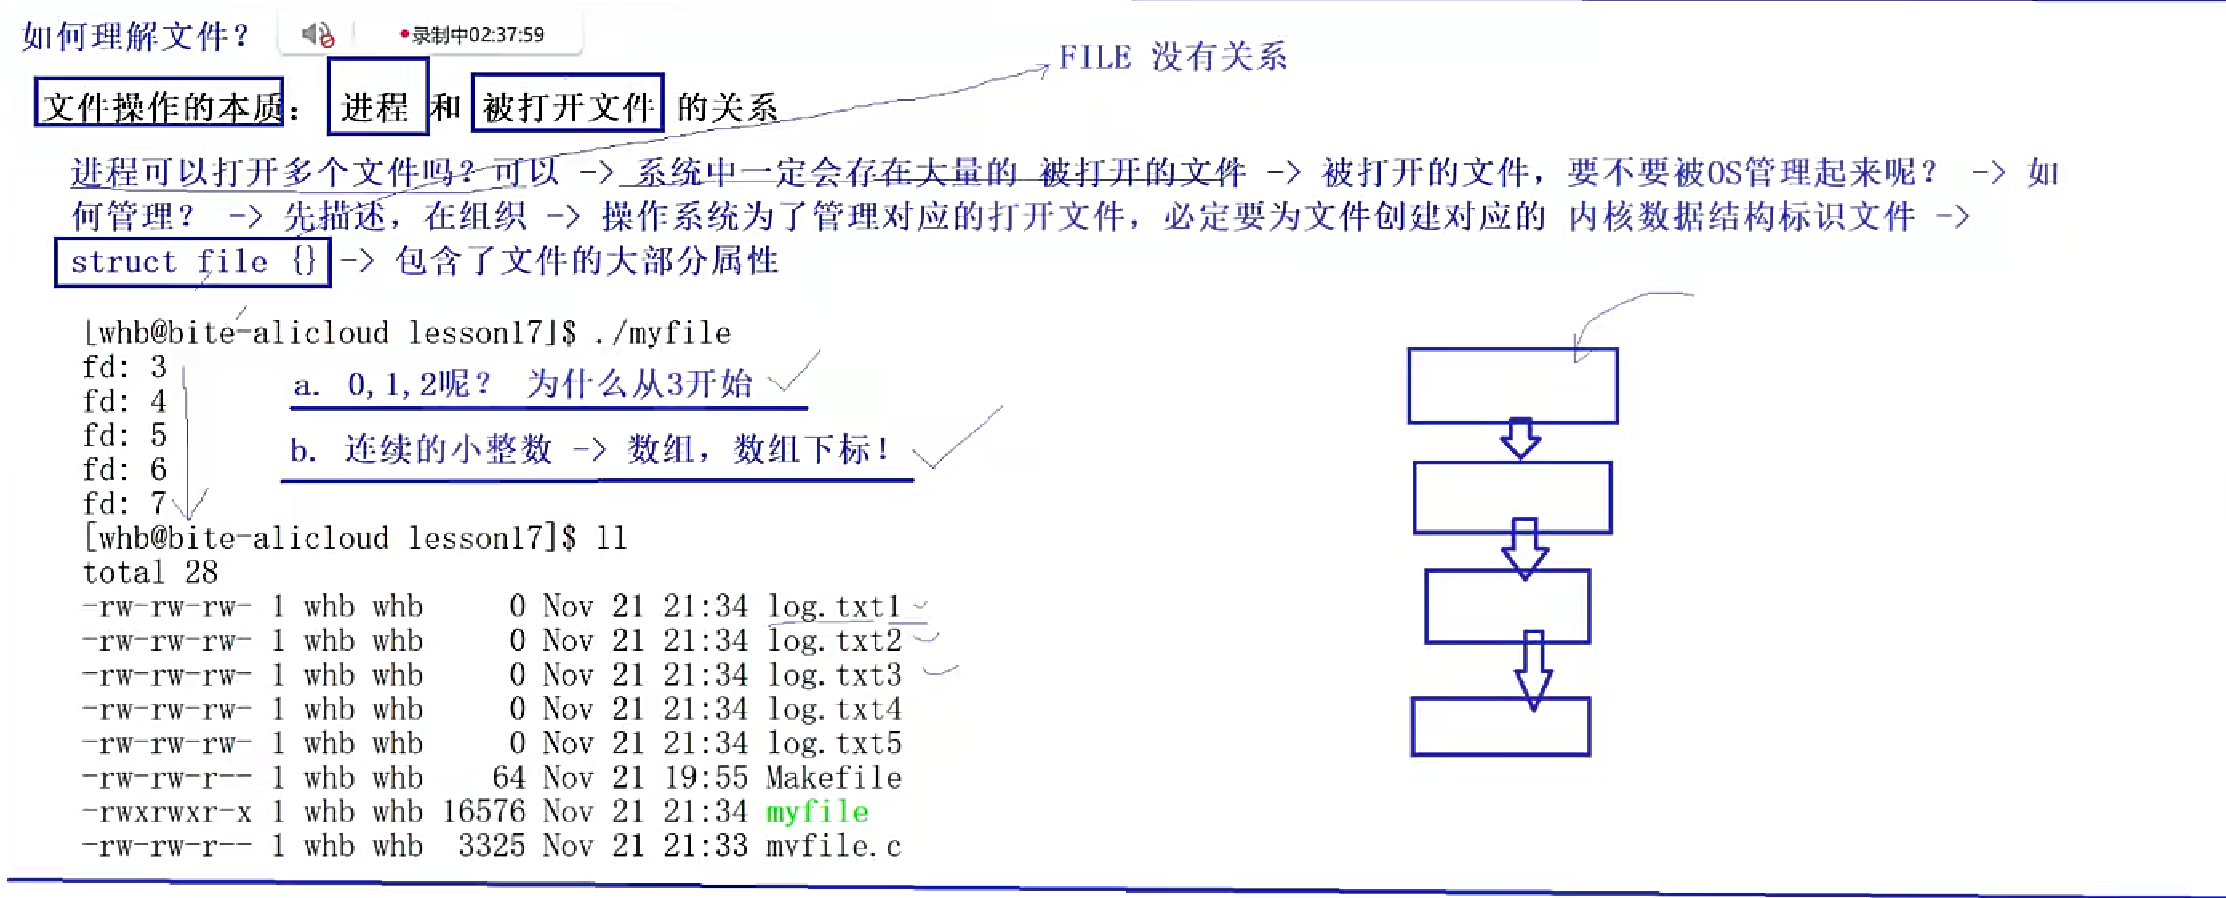 如何理解文件？
录制中02:37:59
FILE 没有关系
文件操作的本质： 进程 和 被打开文件 的关系
进程可以打开多个文件吗？可以 -> 系统中一定会存在大量的 被打开的文件 -> 被打开的文件，要不要被OS管理起来呢？ -> 如
何管理？ -> 先描述，在组织 -> 操作系统为了管理对应的打开文件，必定要为文件创建对应的 内核数据结构标识文件 ->
struct file {} -> 包含了文件的大部分属性
[whb@bite-alicloud lesson17]$ ./myfile
fd: 3
fd: 4
fd: 5
fd: 6
fd: 7
a. 0,1,2呢？ 为什么从3开始
b. 连续的小整数 -> 数组，数组下标！
[whb@bite-alicloud lesson17]$ ll
total 28
-rw-rw-rw- 1 whb whb 0 Nov 21 21:34 log.txt1
-rw-rw-rw- 1 whb whb 0 Nov 21 21:34 log.txt2
-rw-rw-rw- 1 whb whb 0 Nov 21 21:34 log.txt3
-rw-rw-rw- 1 whb whb 0 Nov 21 21:34 log.txt4
-rw-rw-rw- 1 whb whb 0 Nov 21 21:34 log.txt5
-rw-rw-r-- 1 whb whb 64 Nov 21 19:55 Makefile
-rwxrwxr-x 1 whb whb 16576 Nov 21 21:34 myfile
-rw-rw-r-- 1 whb whb 3325 Nov 21 21:33 myfile.c